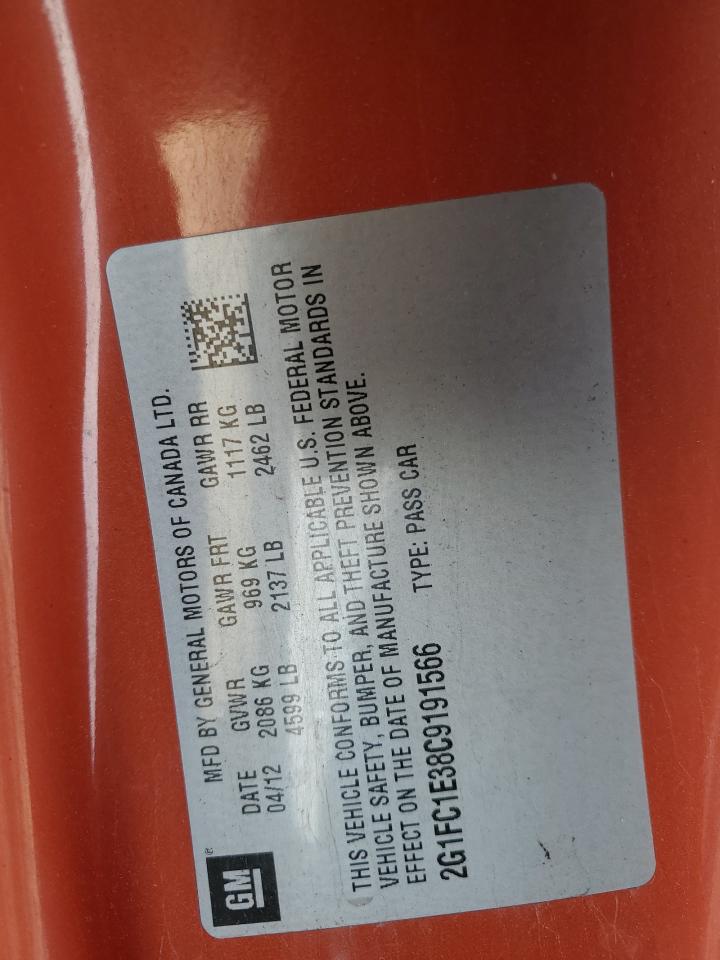 GM®
MFD BY GENERAL MOTORS OF CANADA LTD.
DATE GVWR GAWR FRT GAWR RR
04/12 2086 KG 969 KG 1117 KG
4599 LB 2137 LB 2462 LB
THIS VEHICLE CONFORMS TO ALL APPLICABLE U.S. FEDERAL MOTOR
VEHICLE SAFETY, BUMPER, AND THEFT PREVENTION STANDARDS IN
EFFECT ON THE DATE OF MANUFACTURE SHOWN ABOVE.
2G1FC1E38C9191566 TYPE: PASS CAR